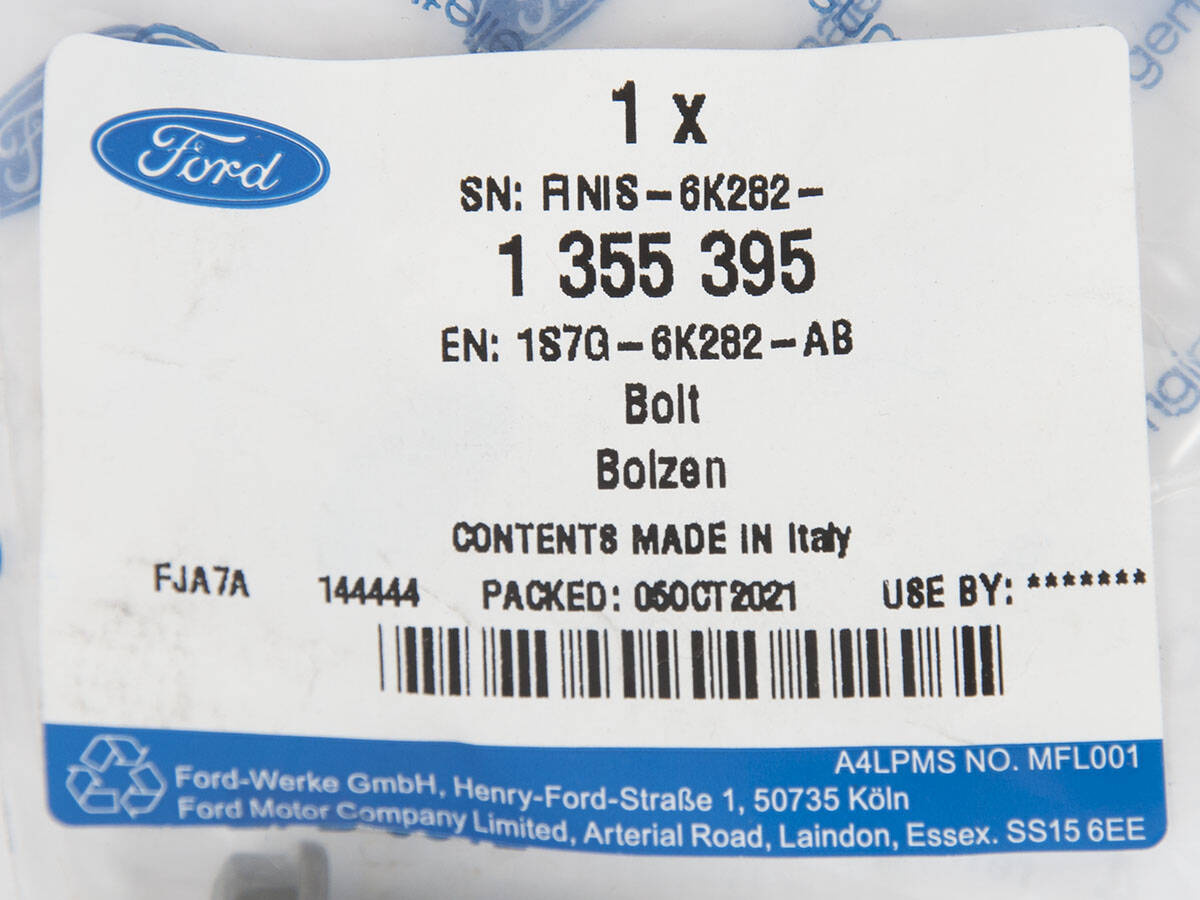 Ford
1 x
SN: FINIS-6K282-
1 355 395
EN: 1S7G-6K282-AB
Bolt
Bolzen
CONTENTS MADE IN Italy
FJA7A 144444 PACKED: 05OCT2021 USE BY: *******
A4LPMS NO. MFL001
Ford-Werke GmbH, Henry-Ford-Straße 1, 50735 Köln
Ford Motor Company Limited, Arterial Road, Laindon, Essex. SS15 6EE